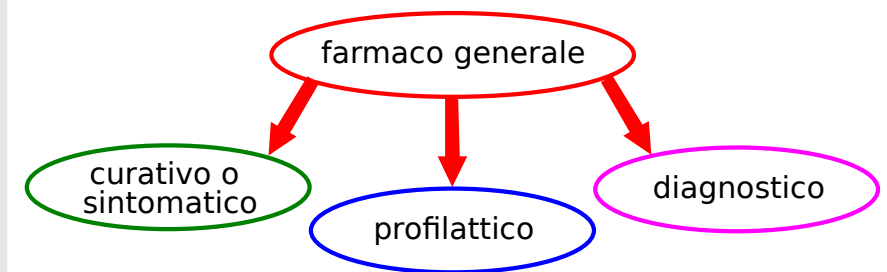 farmaco generale
curativo o
sintomatico
profilattico
diagnostico